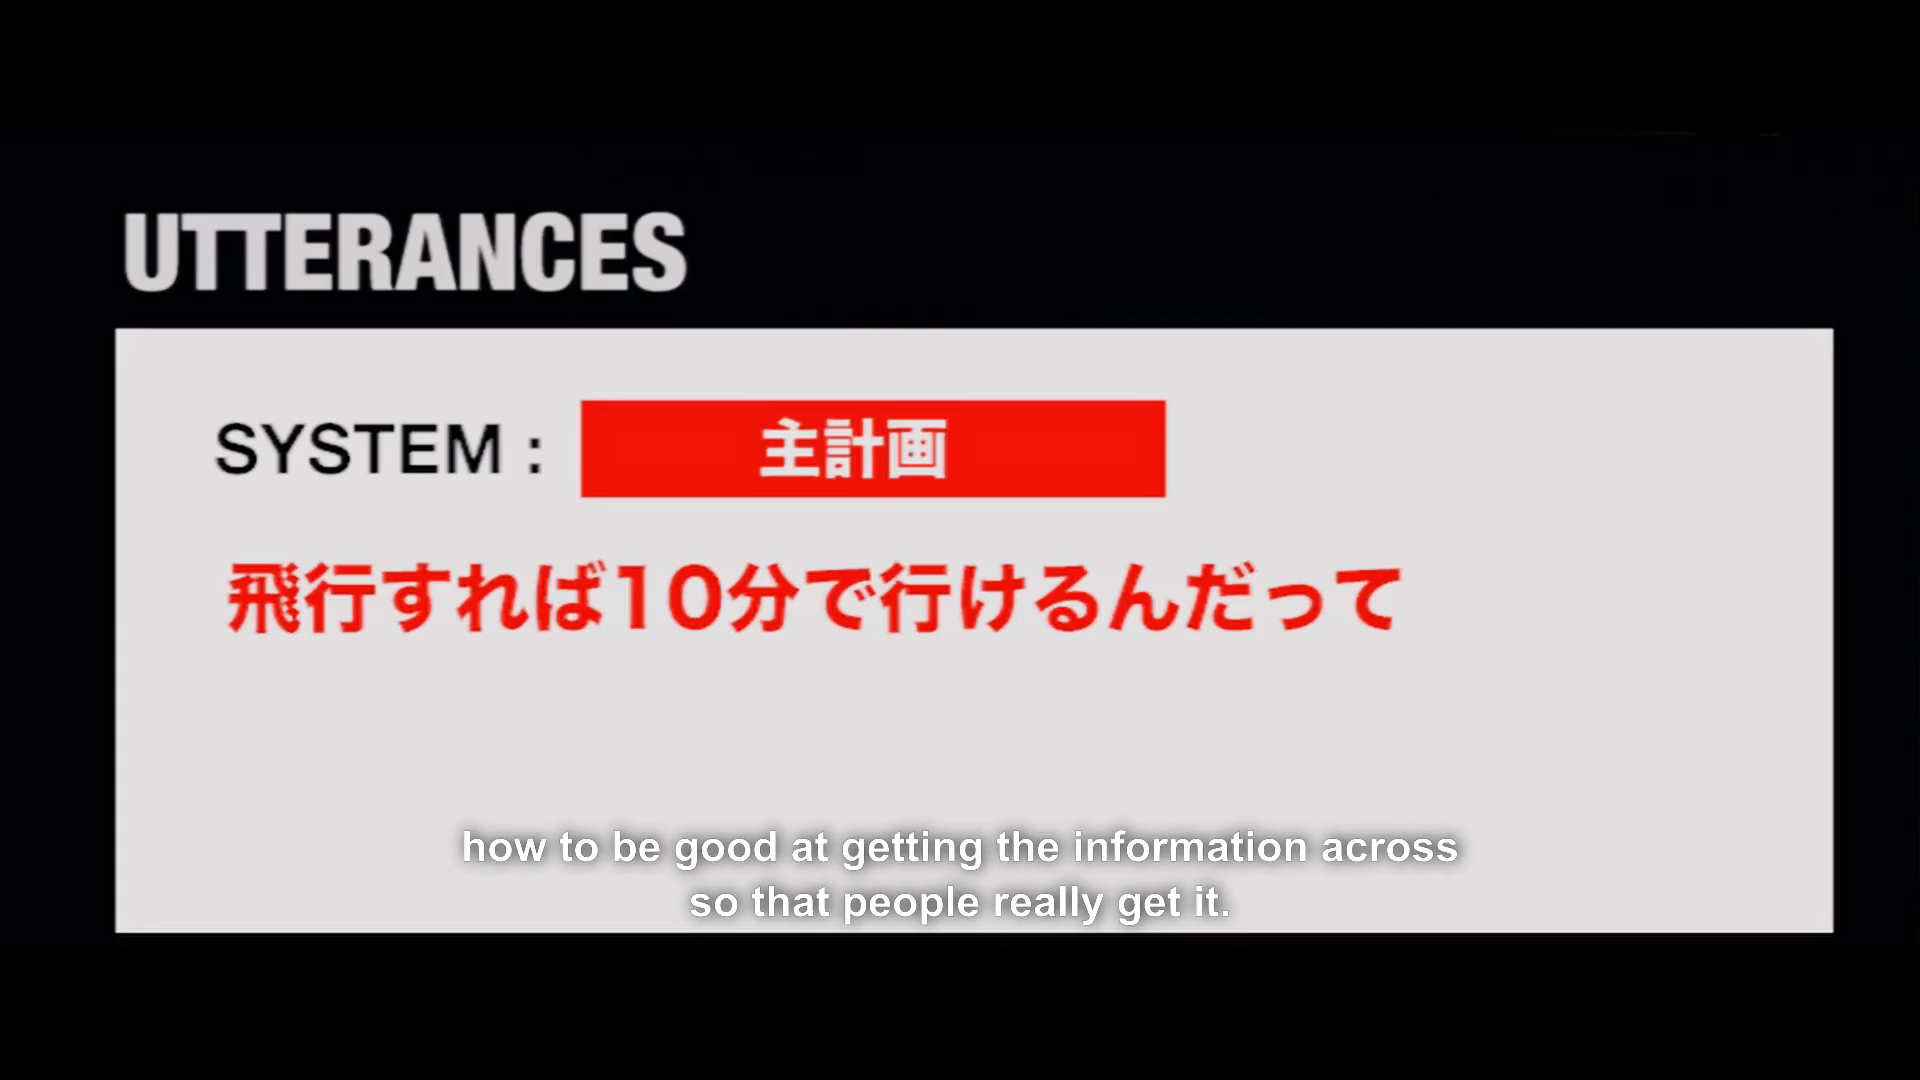 UTTERANCES
SYSTEM : 主計画
飛行すれば10分で行けるんだって
how to be good at getting the information across
so that people really get it.